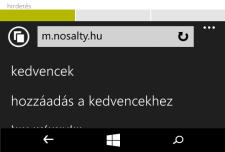 hirdetés
m.nosalty.hu
kedvencek
hozzáadás a kedvencekhez